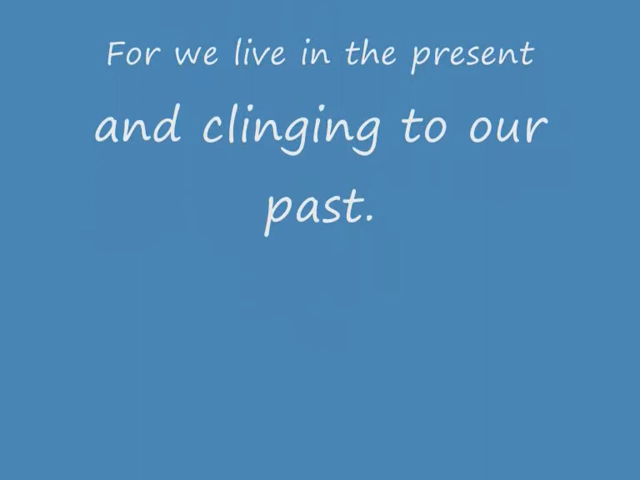 For we live in the present
and clinging to our
past.